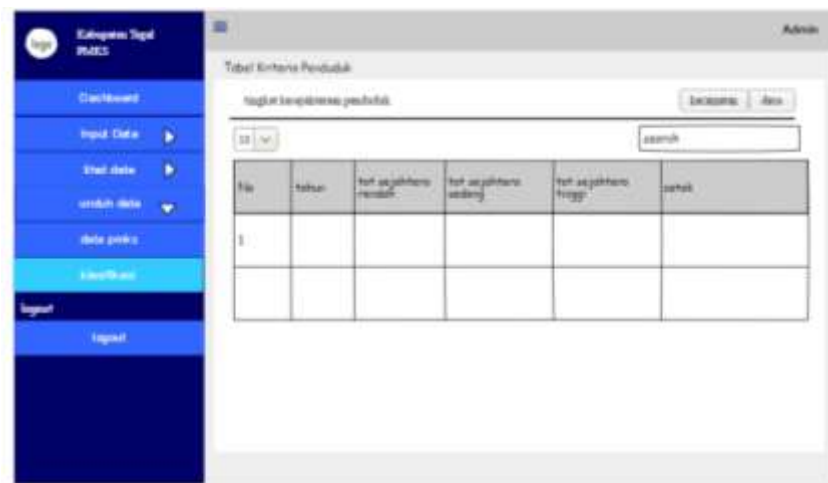 logo
Kabupaten Tegal
PMKS
Admin
Tabel Kriteria Penduduk
Dashboard
tingkat kesejahteraan penduduk
kecamatan
desa
Input Data
10
search
lihat data
unduh data
No
tahun
tot sejahtera
rendah
tot sejahtera
sedang
tot sejahtera
tinggi
cetak
data pmks
1
klasifikasi
logout
logout